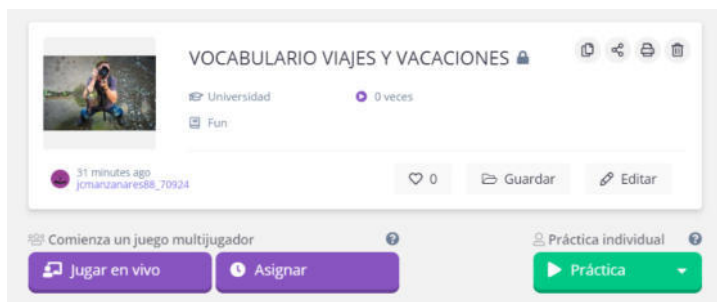 VOCABULARIO VIAJES Y VACACIONES
Universidad 0 veces
Fun
31 minutes ago
jcmanzanares88_70924
0 Guardar Editar
Comienza un juego multijugador Práctica individual
Jugar en vivo Asignar Práctica